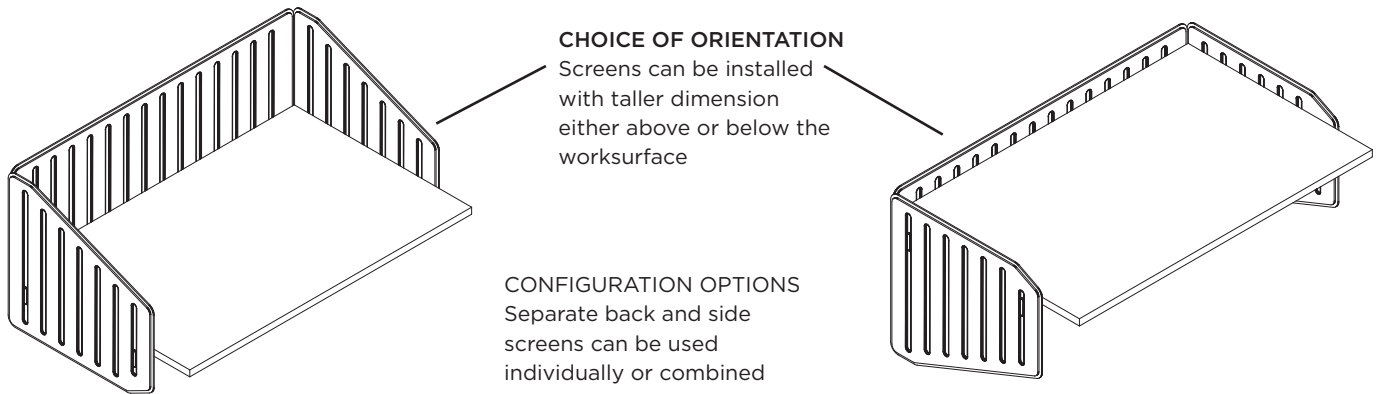 CHOICE OF ORIENTATION
Screens can be installed
with taller dimension
either above or below the
worksurface
CONFIGURATION OPTIONS
Separate back and side
screens can be used
individually or combined